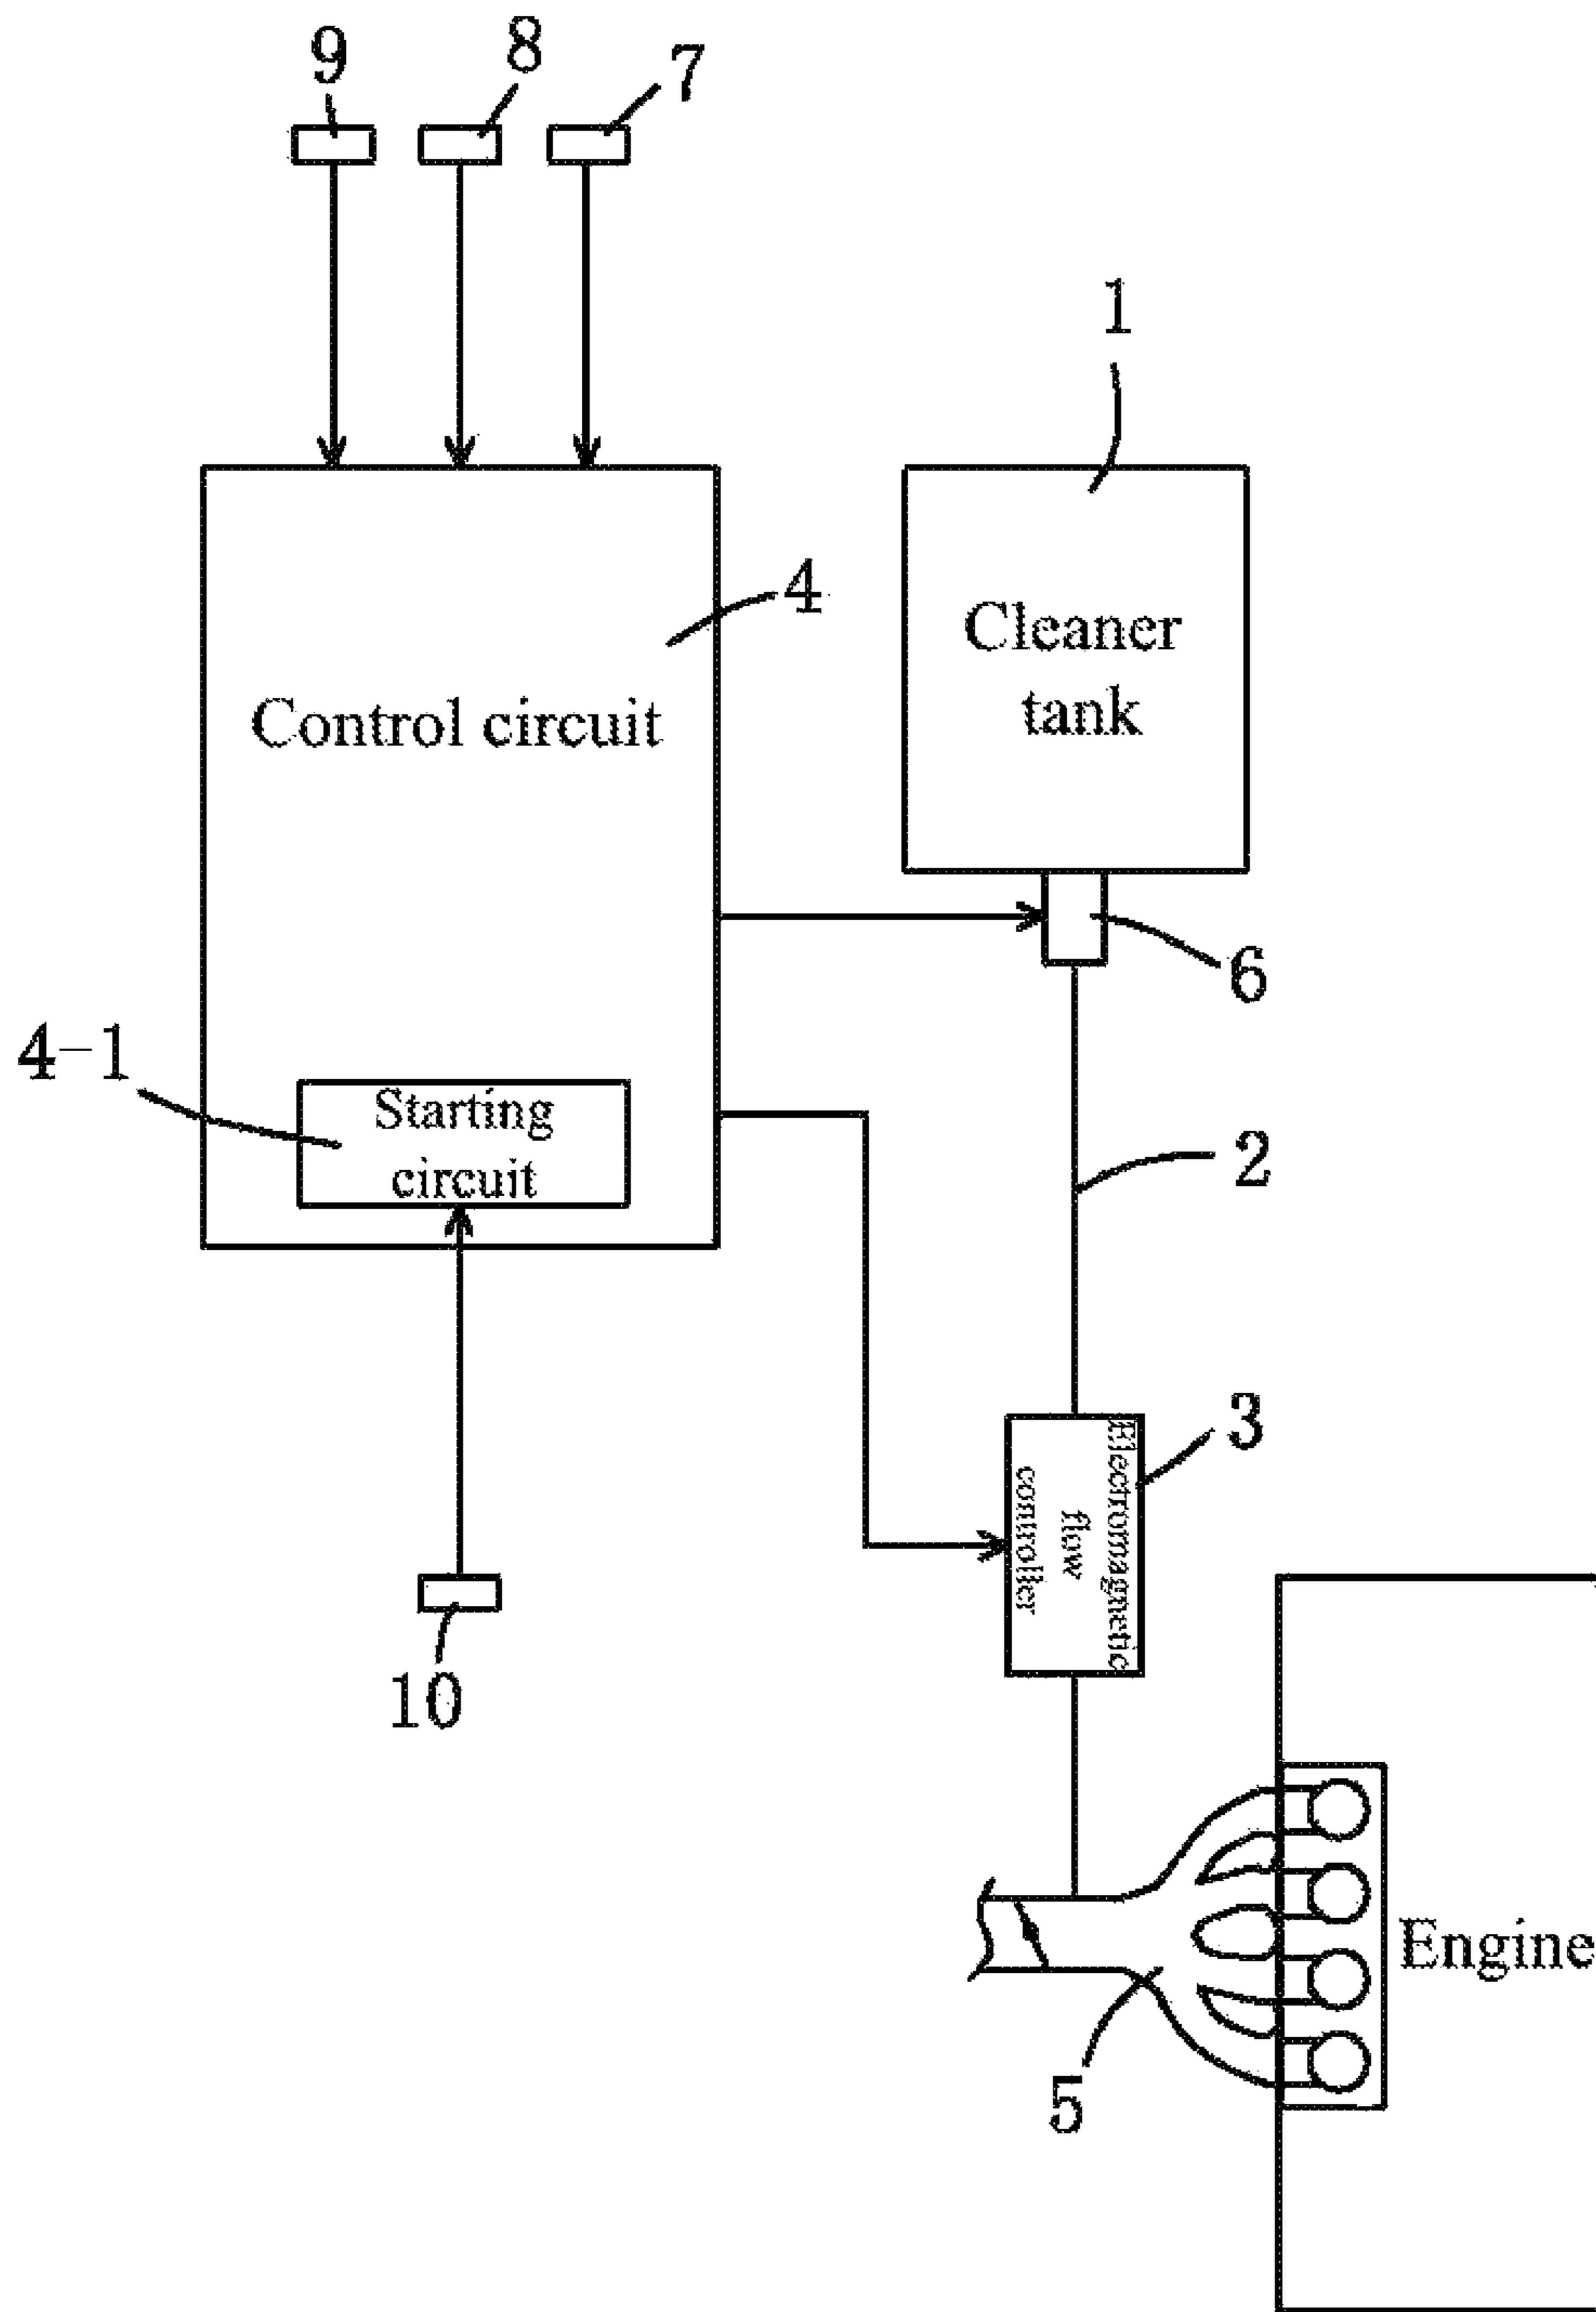 9
8
7
1
4
Cleaner
tank
Control circuit
6
4-1
Starting
circuit
2
3
Electromagnetic
flow
controller
10
Engine
5